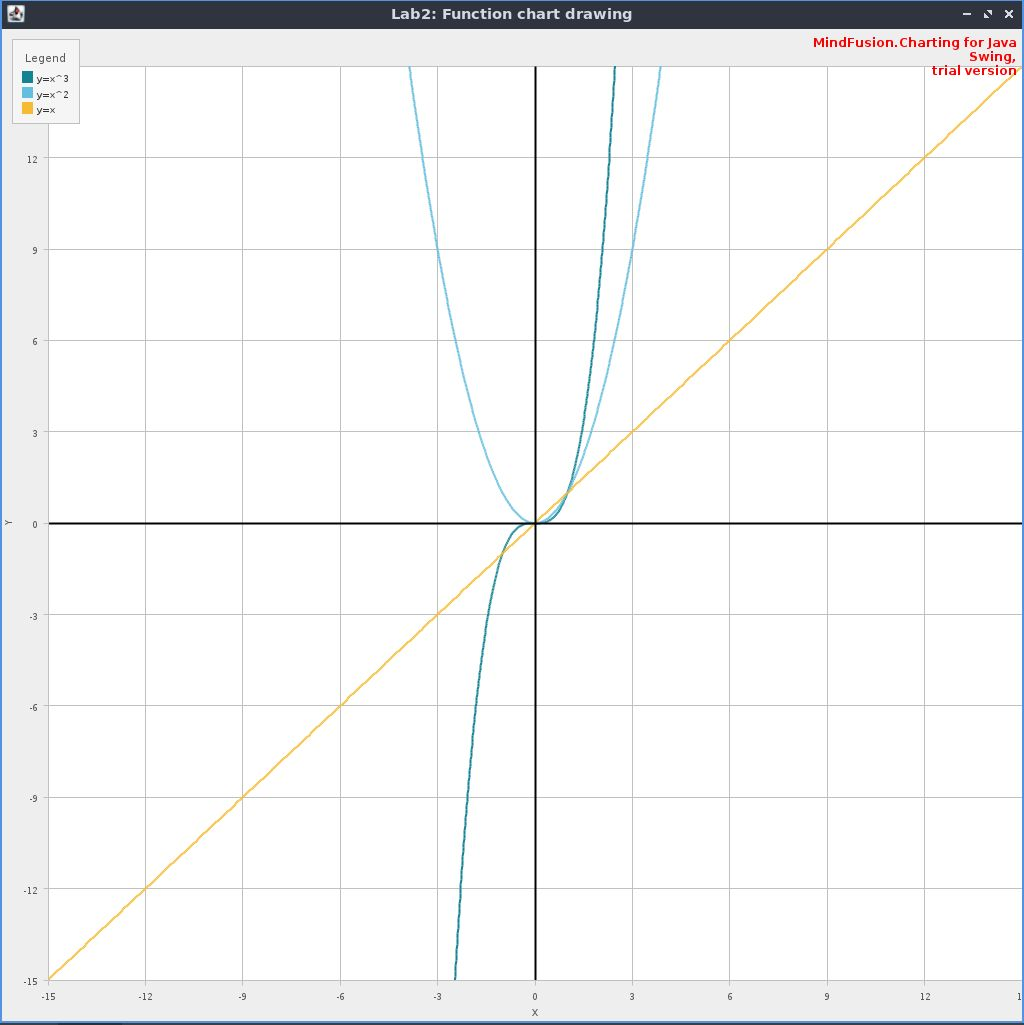 Lab2: Function chart drawing
MindFusion.Charting for Java
Swing,
trial version
Legend
y=x^3
y=x^2
y=x
12
9
6
3
0
-3
-6
-9
-12
-15
Y
-15 -12 -9 -6 -3 0 3 6 9 12
X